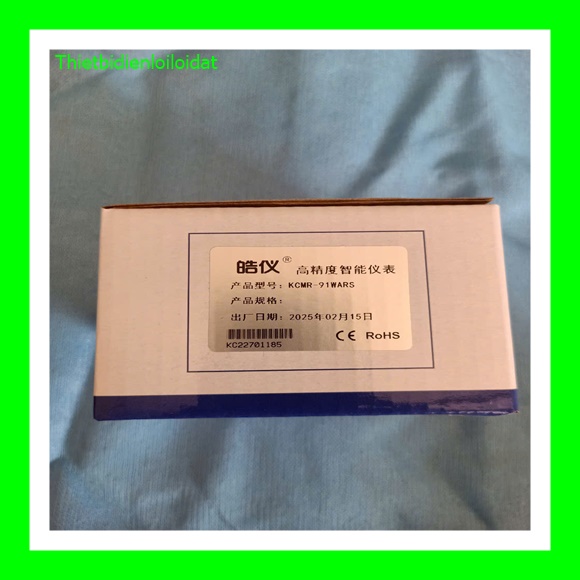 Thietbidienloiloidat
皓仪®
高精度智能仪表
产品型号: KCMR-91WARS
产品规格:
出厂日期: 2025年02月15日
CE RoHS
KC22701185